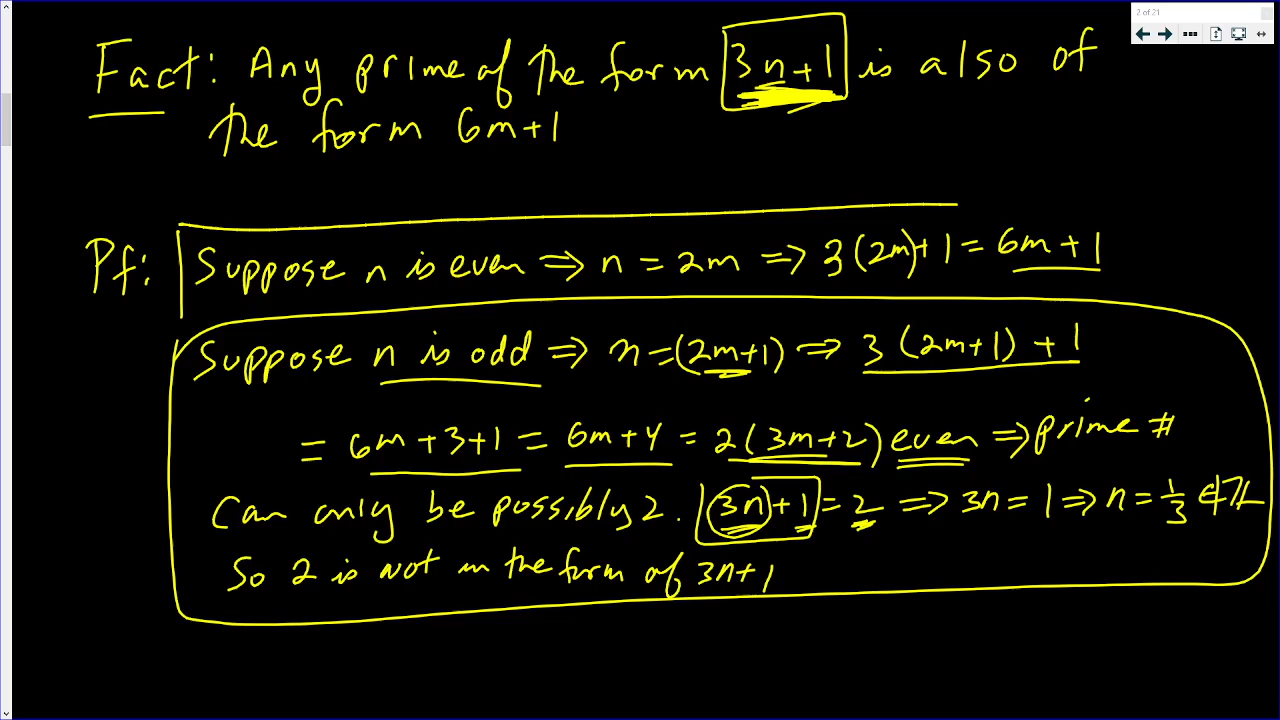 2 of 21
Fact: Any prime of the form 3n+1 is also of
the form 6m+1
Pf: Suppose n is even ⇒ n = 2m ⇒ 3(2m)+1 = 6m+1
Suppose n is odd ⇒ n=(2m+1) ⇒ 3(2m+1)+1
= 6m+3+1 = 6m+4 = 2(3m+2) even ⇒ prime #
Can only be possibly 2. (3n)+1 = 2 ⇒ 3n = 1 ⇒ n = 1/3 ∉ ℤ
So 2 is not in the form of 3n+1